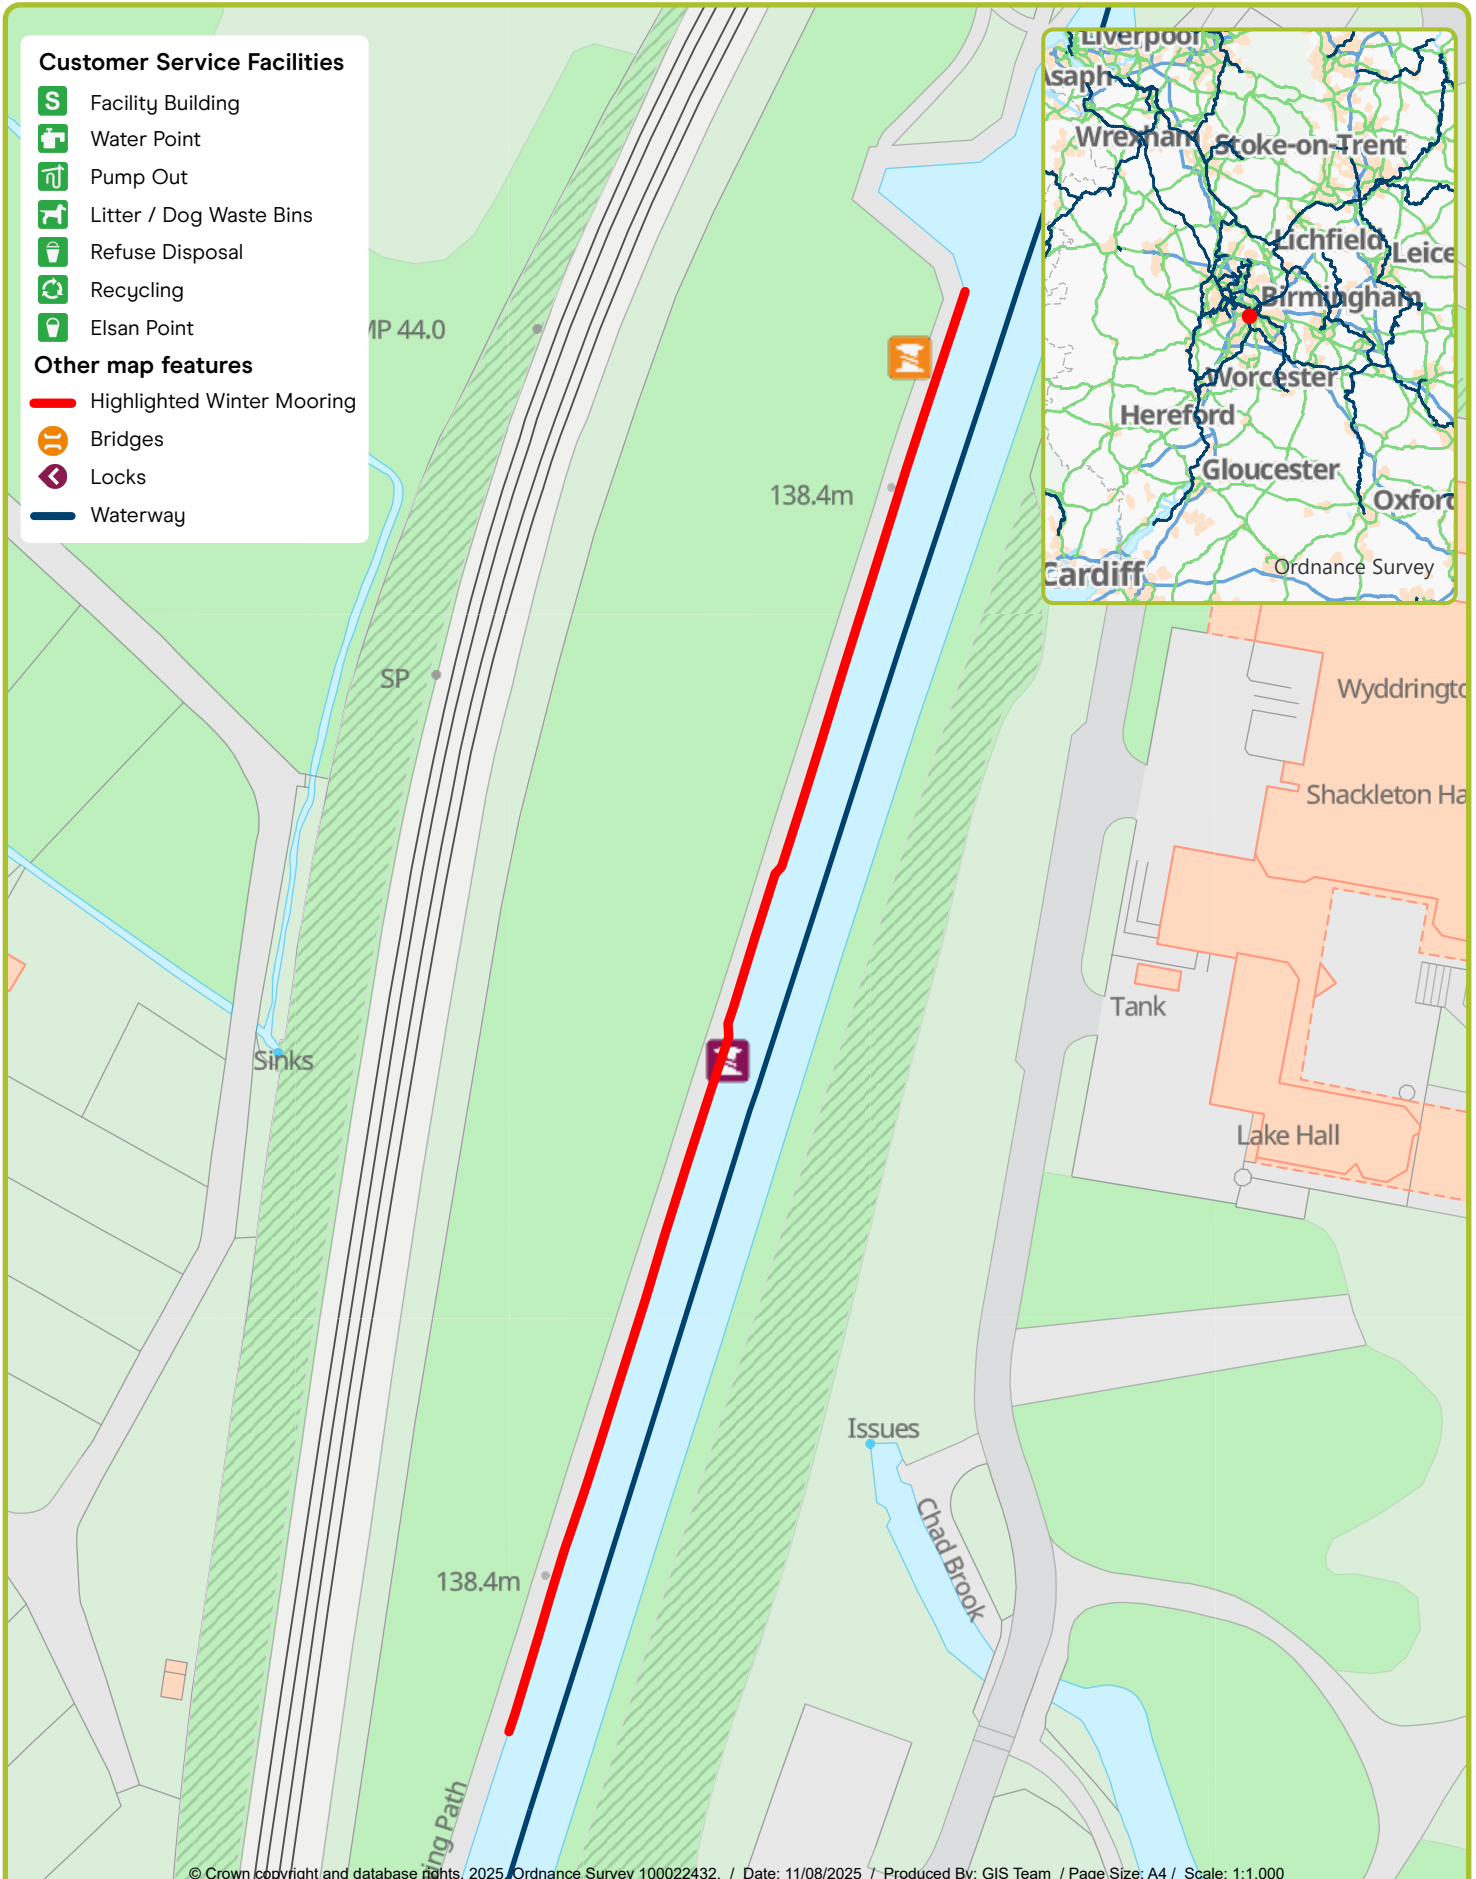 Customer Service Facilities
S Facility Building
Water Point
Pump Out
Litter / Dog Waste Bins
Refuse Disposal
Recycling
Elsan Point
Other map features
Highlighted Winter Mooring
Bridges
Locks
Waterway
Liverpool
Asaph
Wrexham
Stoke-on-Trent
Lichfield
Leice
Birmingham
Worcester
Hereford
Gloucester
Oxford
Cardiff
Ordnance Survey
MP 44.0
138.4m
SP
Wyddringto
Shackleton Ha
Tank
Sinks
Lake Hall
Issues
Chad Brook
138.4m
ing Path
© Crown copyright and database rights, 2025, Ordnance Survey 100022432. / Date: 11/08/2025 / Produced By: GIS Team / Page Size: A4 / Scale: 1:1,000